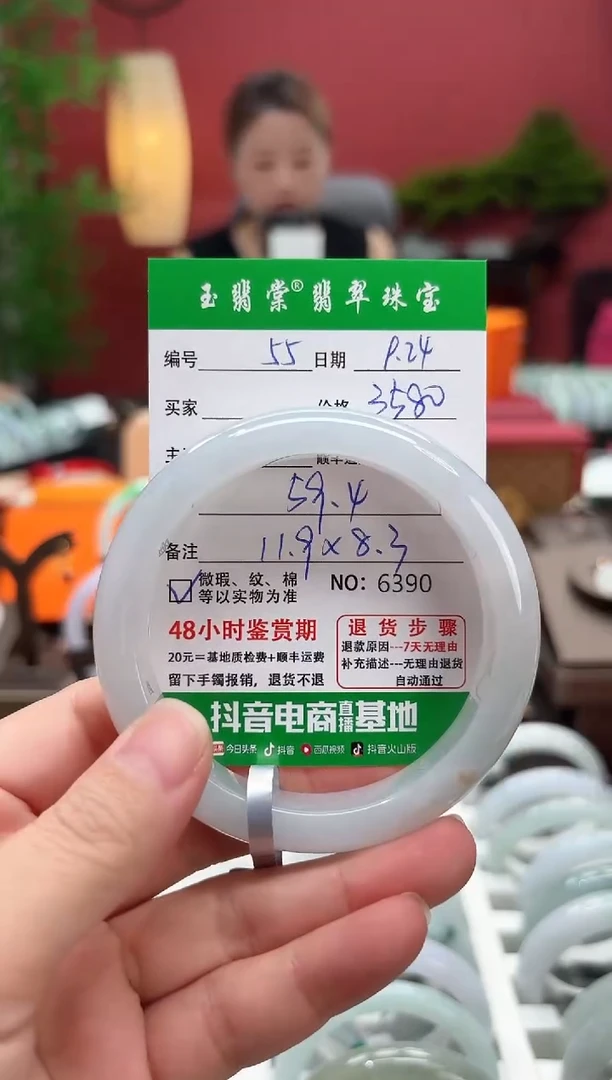 玉翡棠®翡翠珠宝
编号 55 日期 9.24
买家 价格 3580
59.4
备注 11.9×8.3
微瑕、纹、棉
等以实物为准
NO：6390
48小时鉴赏期
20元=基地质检费+顺丰运费
留下手镯报销，退货不退
退货步骤
退款原因---7天无理由
补充描述---无理由退货
自动通过
抖音电商直播基地
今日头条 抖音 西瓜视频 抖音火山版